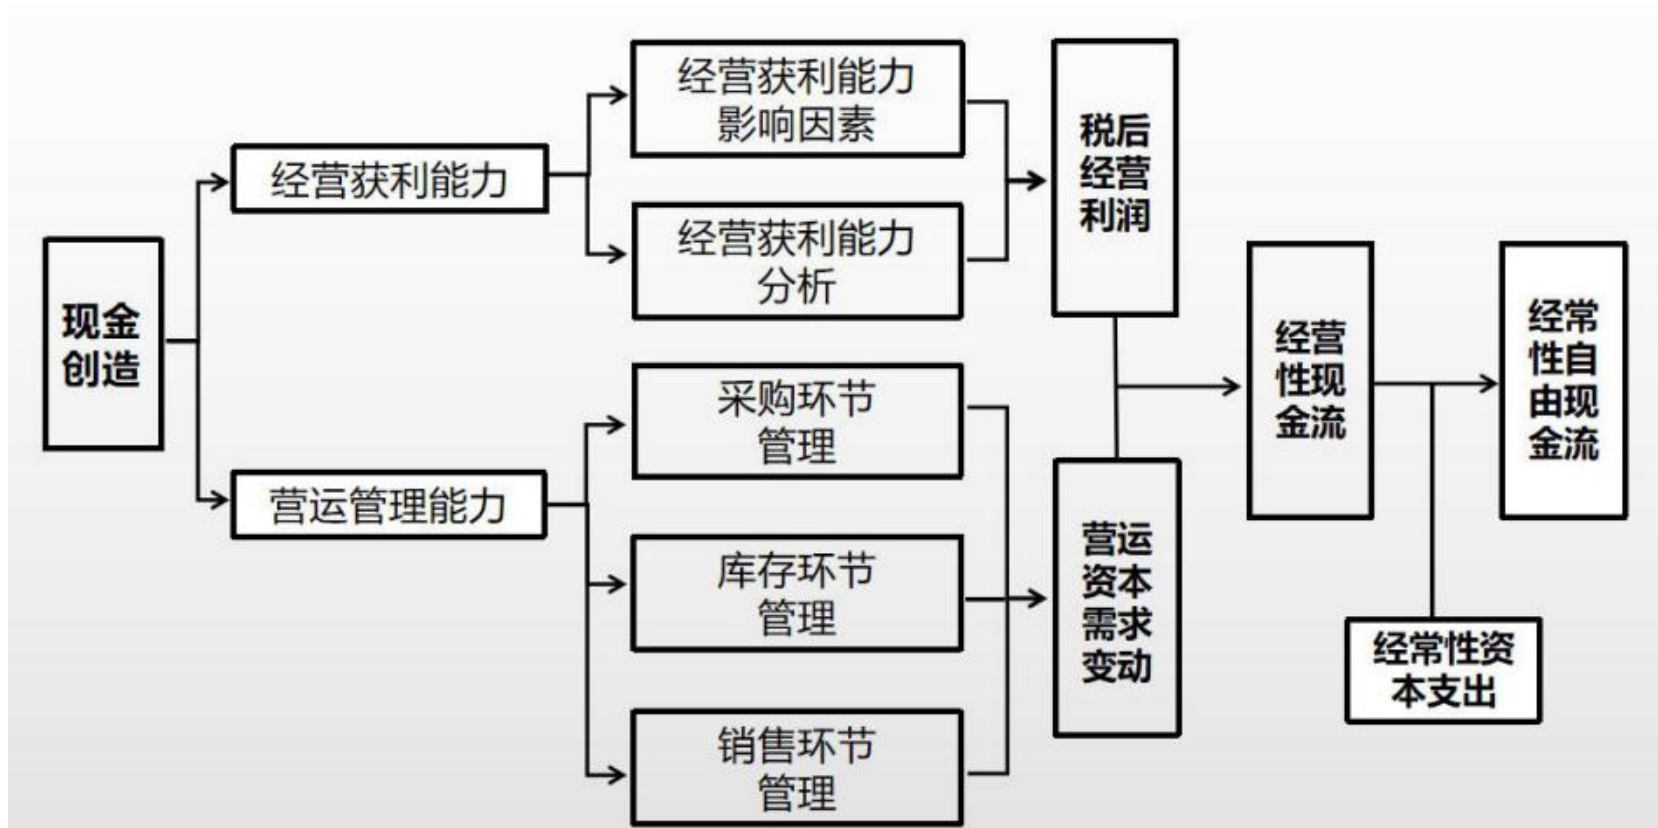 现金
创造
经营获利能力
营运管理能力
经营获利能力
影响因素
经营获利能力
分析
采购环节
管理
库存环节
管理
销售环节
管理
税后
经营
利润
营运
资本
需求
变动
经营
性现
金流
经常性资
本支出
经常
性自
由现
金流